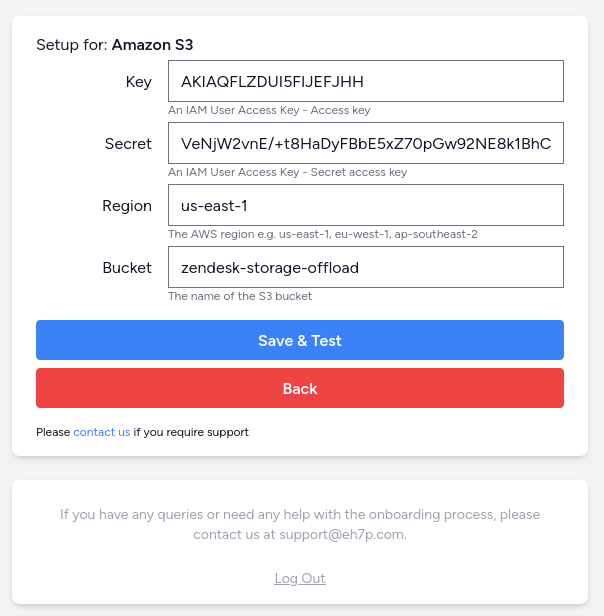 Setup for: Amazon S3
Key
AKIAQFLZDUI5FIJEFJHH
An IAM User Access Key - Access key
Secret
VeNjW2vnE/+t8HaDyFBbE5xZ70pGw92NE8k1BhC
An IAM User Access Key - Secret access key
Region
us-east-1
The AWS region e.g. us-east-1, eu-west-1, ap-southeast-2
Bucket
zendesk-storage-offload
The name of the S3 bucket
Save & Test
Back
Please contact us if you require support
If you have any queries or need any help with the onboarding process, please
contact us at support@eh7p.com.
Log Out